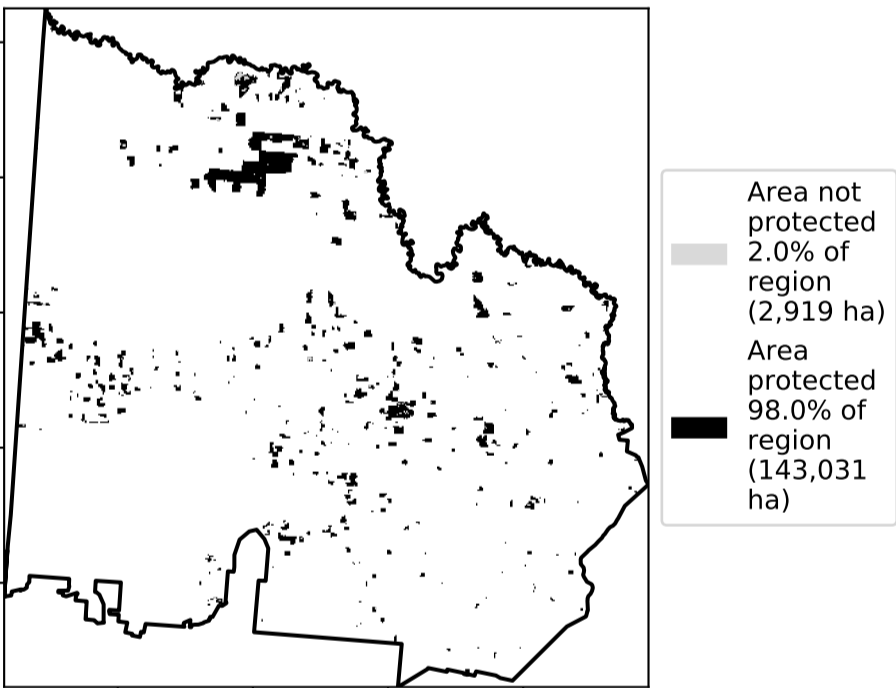 Area not
protected
2.0% of
region
(2,919 ha)
Area
protected
98.0% of
region
(143,031
ha)